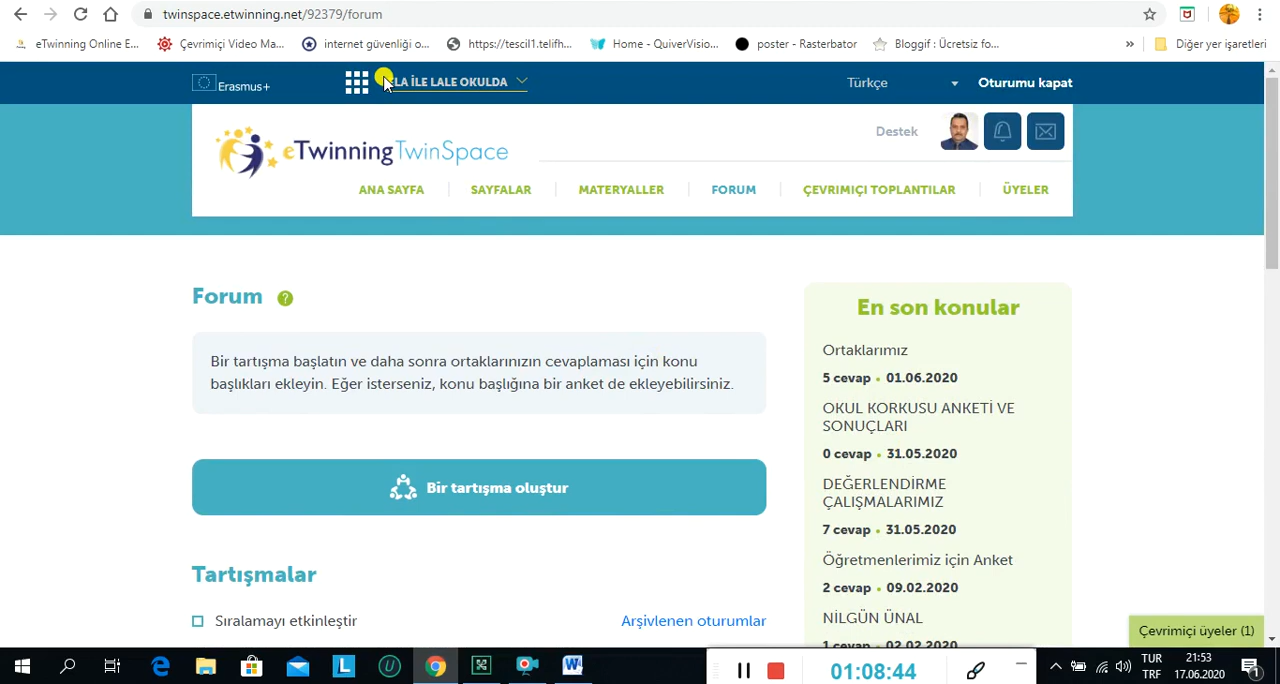 twinspace.etwinning.net/92379/forum
eTwinning Online E... Çevrimiçi Video Ma... internet güvenliği o... https://tescil1.telifh... Home - QuiverVisio... poster - Rasterbator Bloggif : Ücretsiz fo... » Diğer yer işaretleri
Erasmus+ LA İLE LALE OKULDA Türkçe Oturumu kapat
Destek
eTwinning TwinSpace
ANA SAYFA SAYFALAR MATERYALLER FORUM ÇEVRIMIÇI TOPLANTILAR ÜYELER
Forum ?
Bir tartışma başlatın ve daha sonra ortaklarınızın cevaplaması için konu
başlıkları ekleyin. Eğer isterseniz, konu başlığına bir anket de ekleyebilirsiniz.
Bir tartışma oluştur
Tartışmalar
Sıralamayı etkinleştir Arşivlenen oturumlar
En son konular
Ortaklarımız
5 cevap • 01.06.2020
OKUL KORKUSU ANKETİ VE
SONUÇLARI
0 cevap • 31.05.2020
DEĞERLENDİRME
ÇALIŞMALARIMIZ
7 cevap • 31.05.2020
Öğretmenlerimiz için Anket
2 cevap • 09.02.2020
NİLGÜN ÜNAL
1 cevap • 02.02.2020
Çevrimiçi üyeler (1)
01:08:44
TUR
TRF
21:53
17.06.2020
1